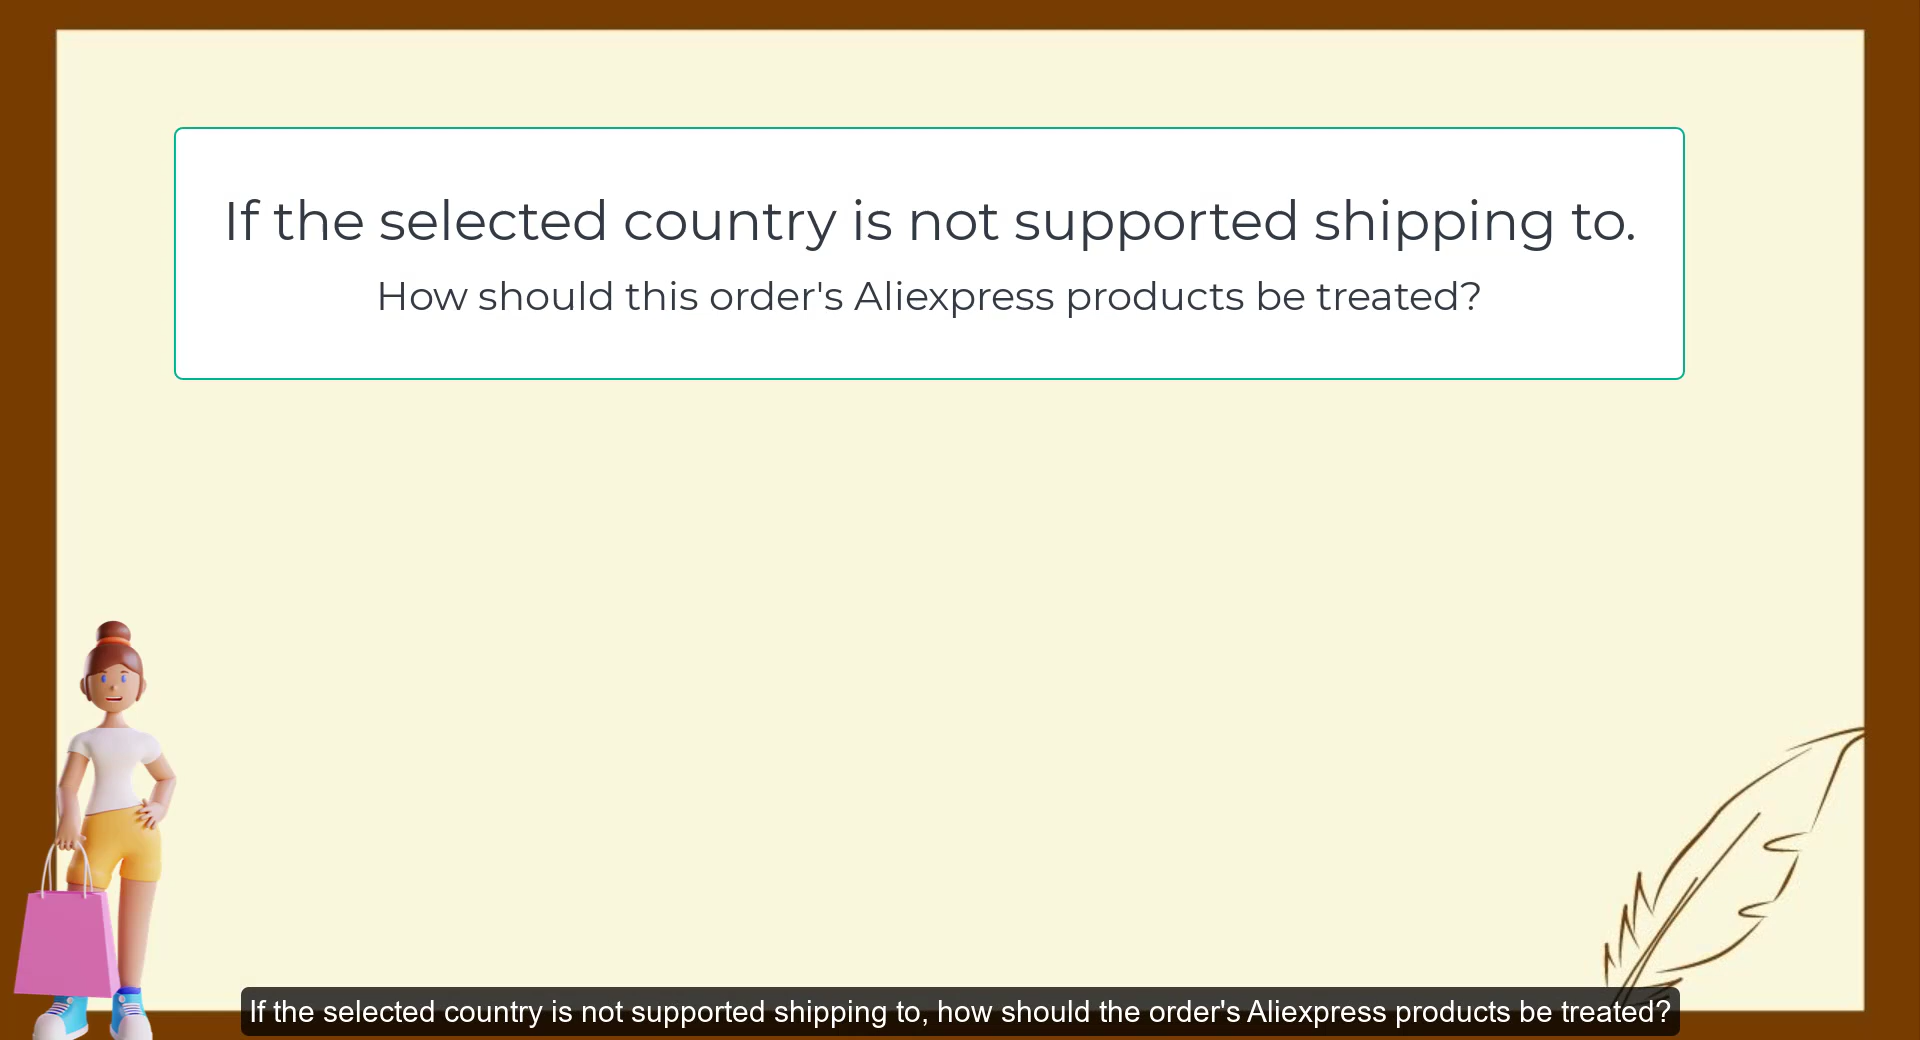 If the selected country is not supported shipping to.
How should this order's Aliexpress products be treated?
If the selected country is not supported shipping to, how should the order's Aliexpress products be treated?